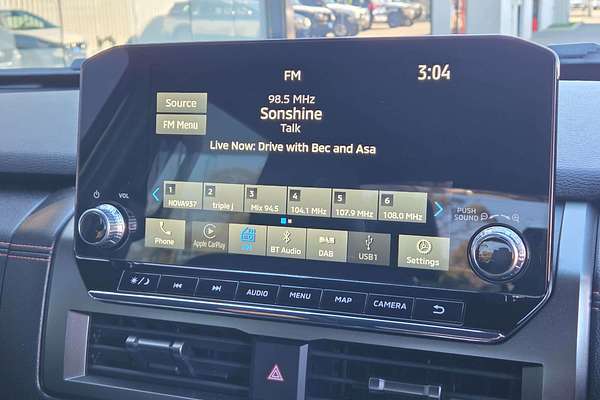 FM
3:04
Source
FM Menu
98.5 MHz
Sonshine
Talk
Live Now: Drive with Bec and Asa
1 NOVA937
2 triple j
3 Mix 94.5
4 104.1 MHz
5 107.9 MHz
6 108.0 MHz
VOL
PUSH
SOUND
Phone
Apple CarPlay
BT Audio
DAB
USB1
Settings
AUDIO
MENU
MAP
CAMERA